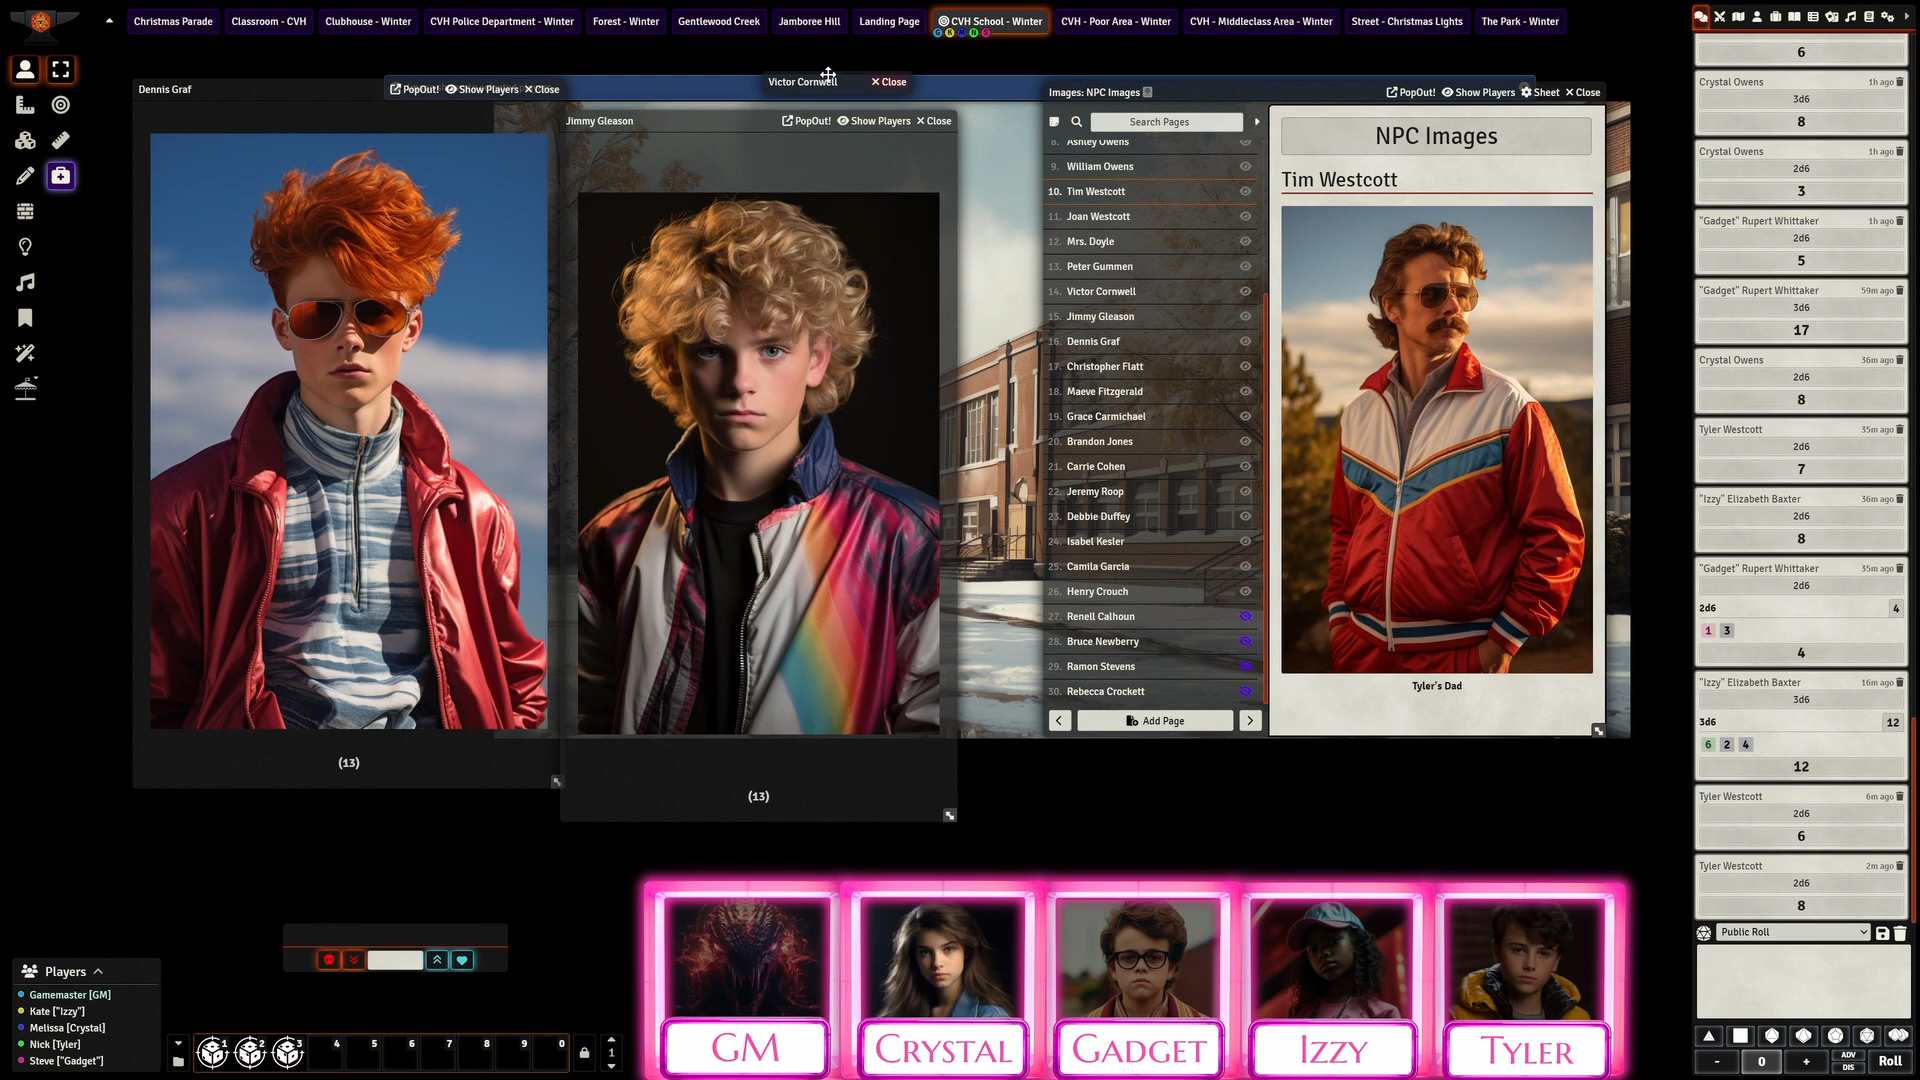 Christmas Parade
Classroom - CVH
Clubhouse - Winter
CVH Police Department - Winter
Forest - Winter
Gentlewood Creek
Jamboree Hill
Landing Page
CVH School - Winter
G K M N S
CVH - Poor Area - Winter
CVH - Middleclass Area - Winter
Street - Christmas Lights
The Park - Winter
Dennis Graf
PopOut! Show Players Close
(13)
Victor Cornwell Close
Jimmy Gleason PopOut! Show Players Close
(13)
Images: NPC Images PopOut! Show Players Sheet Close
Search Pages
8. Ashley Owens
9. William Owens
10. Tim Westcott
11. Joan Westcott
12. Mrs. Doyle
13. Peter Gummen
14. Victor Cornwell
15. Jimmy Gleason
16. Dennis Graf
17. Christopher Flatt
18. Maeve Fitzgerald
19. Grace Carmichael
20. Brandon Jones
21. Carrie Cohen
22. Jeremy Roop
23. Debbie Duffey
24. Isabel Kesler
25. Camila Garcia
26. Henry Crouch
27. Renell Calhoun
28. Bruce Newberry
29. Ramon Stevens
30. Rebecca Crockett
Add Page
NPC Images
Tim Westcott
Tyler's Dad
6
Crystal Owens 1h ago
3d6
8
Crystal Owens 1h ago
2d6
3
"Gadget" Rupert Whittaker 1h ago
2d6
5
"Gadget" Rupert Whittaker 59m ago
3d6
17
Crystal Owens 36m ago
2d6
8
Tyler Westcott 35m ago
2d6
7
"Izzy" Elizabeth Baxter 36m ago
2d6
8
"Gadget" Rupert Whittaker 35m ago
2d6
2d6 4
1 3
4
"Izzy" Elizabeth Baxter 16m ago
3d6
3d6 12
6 2 4
12
Tyler Westcott 6m ago
2d6
6
Tyler Westcott 2m ago
2d6
8
Public Roll
- 0 + ADV DIS Roll
Players
Gamemaster [GM]
Kate ["Izzy"]
Melissa [Crystal]
Nick [Tyler]
Steve ["Gadget"]
1 2 3 4 5 6 7 8 9 0
1
GM
Crystal
Gadget
Izzy
Tyler